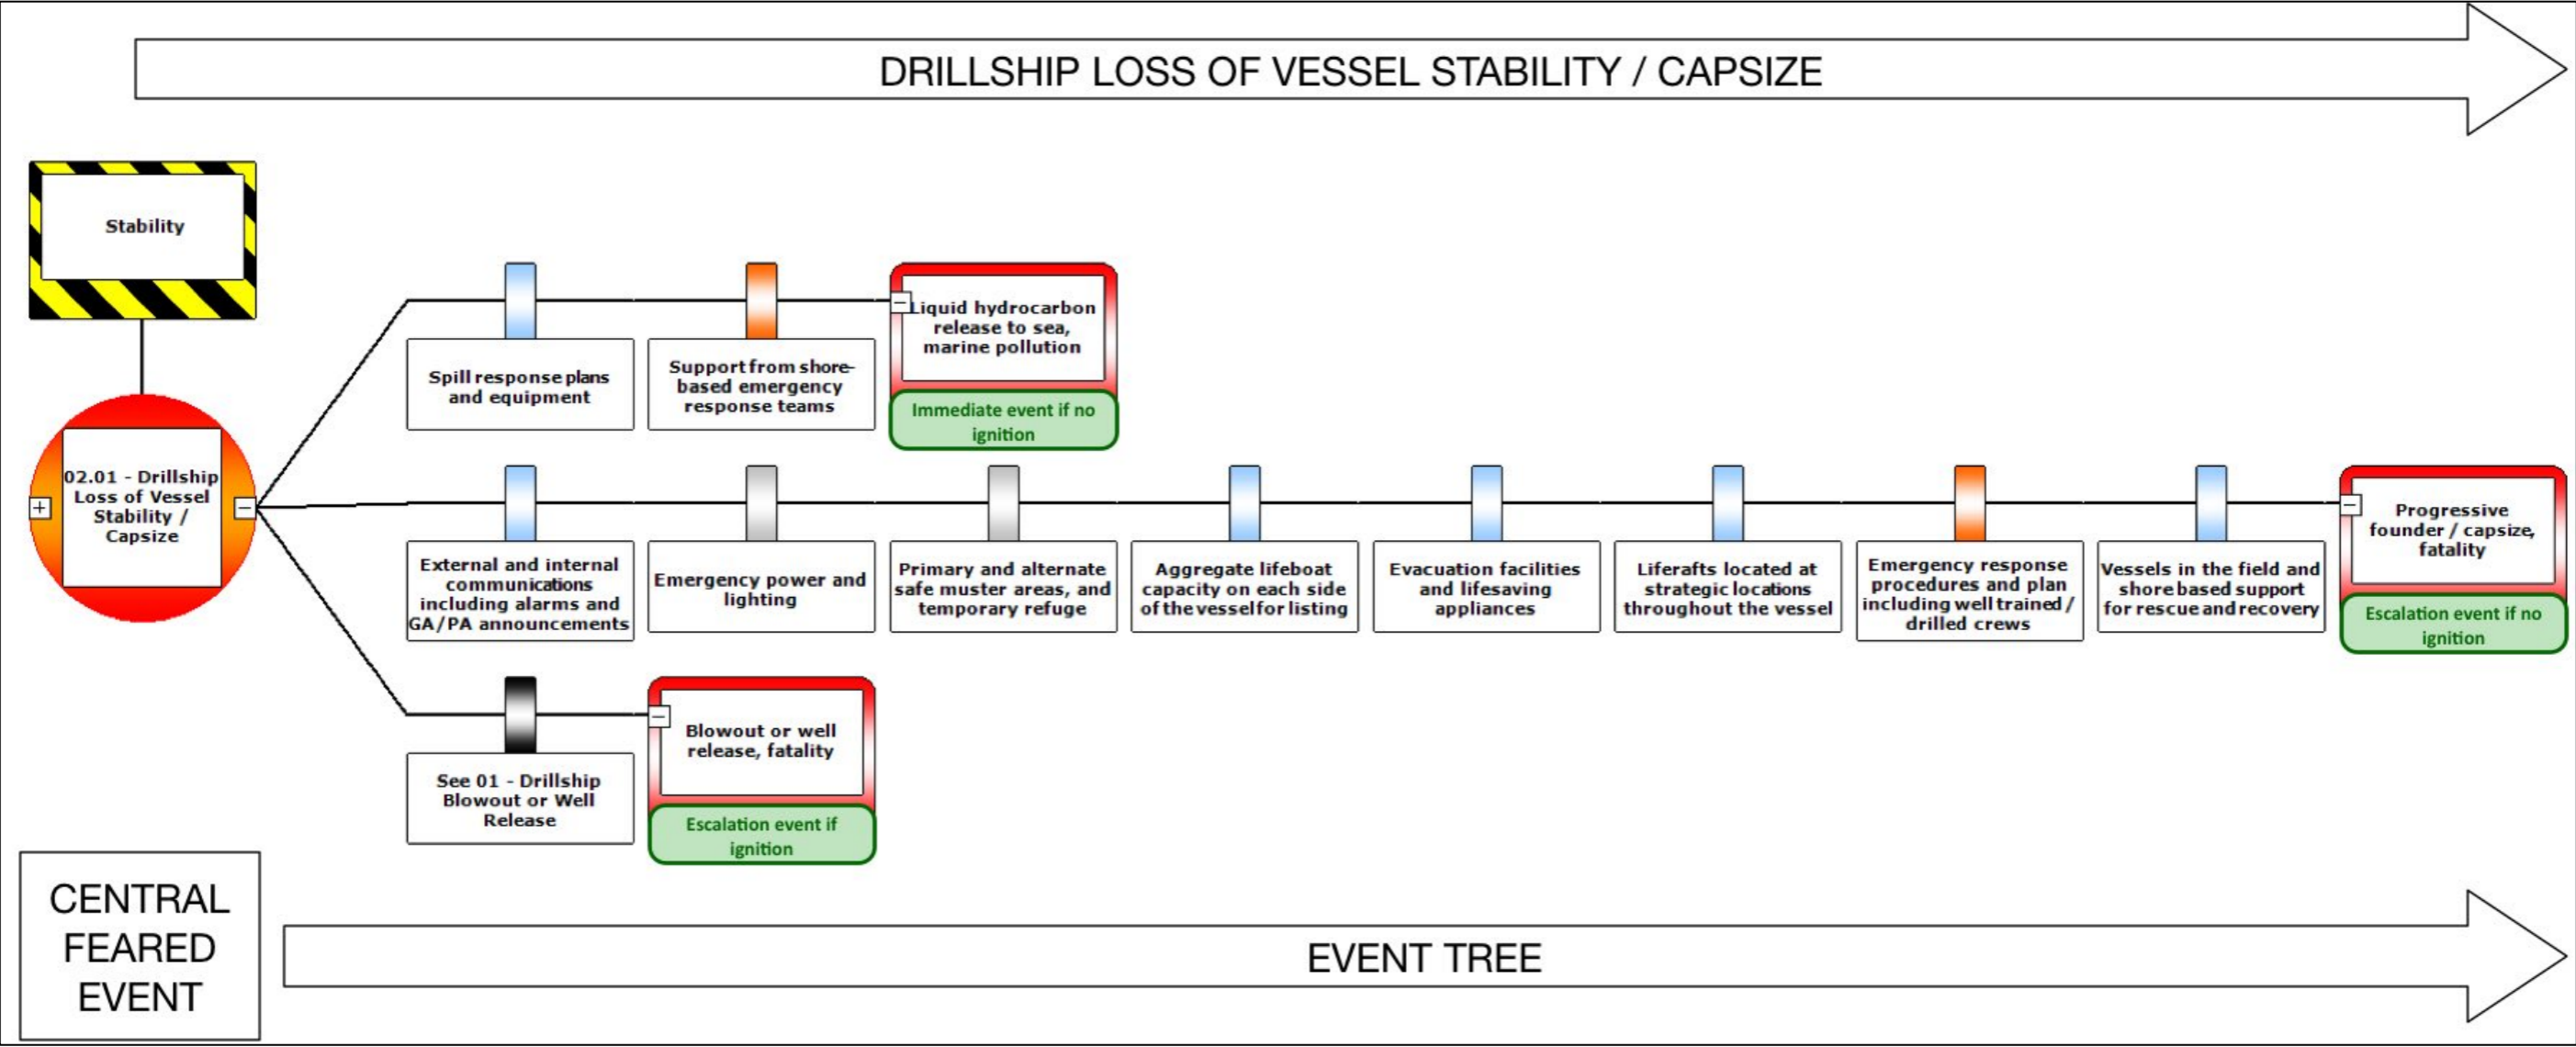 DRILLSHIP LOSS OF VESSEL STABILITY / CAPSIZE
Stability
02.01 - Drillship
Loss of Vessel
Stability /
Capsize
Spill response plans
and equipment
Support from shore-
based emergency
response teams
Liquid hydrocarbon
release to sea,
marine pollution
Immediate event if no
ignition
External and internal
communications
including alarms and
GA/PA announcements
Emergency power and
lighting
Primary and alternate
safe muster areas, and
temporary refuge
Aggregate lifeboat
capacity on each side
of the vessel for listing
Evacuation facilities
and lifesaving
appliances
Liferafts located at
strategic locations
throughout the vessel
Emergency response
procedures and plan
including well trained /
drilled crews
Vessels in the field and
shore based support
for rescue and recovery
Progressive
founder / capsize,
fatality
Escalation event if no
ignition
See 01 - Drillship
Blowout or Well
Release
Blowout or well
release, fatality
Escalation event if
ignition
CENTRAL
FEARED
EVENT
EVENT TREE